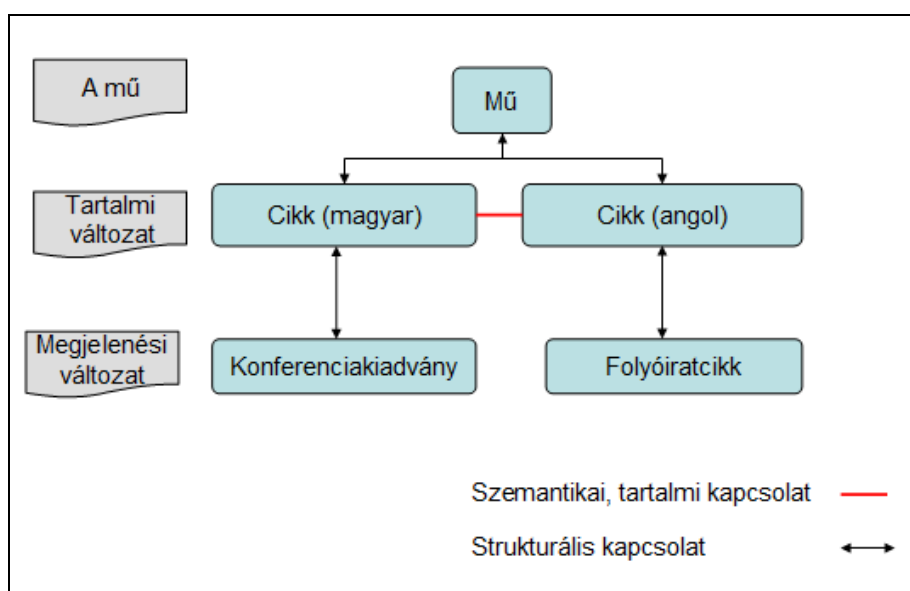 A mű
Mű
Tartalmi
változat
Cikk (magyar)
Cikk (angol)
Megjelenési
változat
Konferenciakiadvány
Folyóiratcikk
Szemantikai, tartalmi kapcsolat
Strukturális kapcsolat